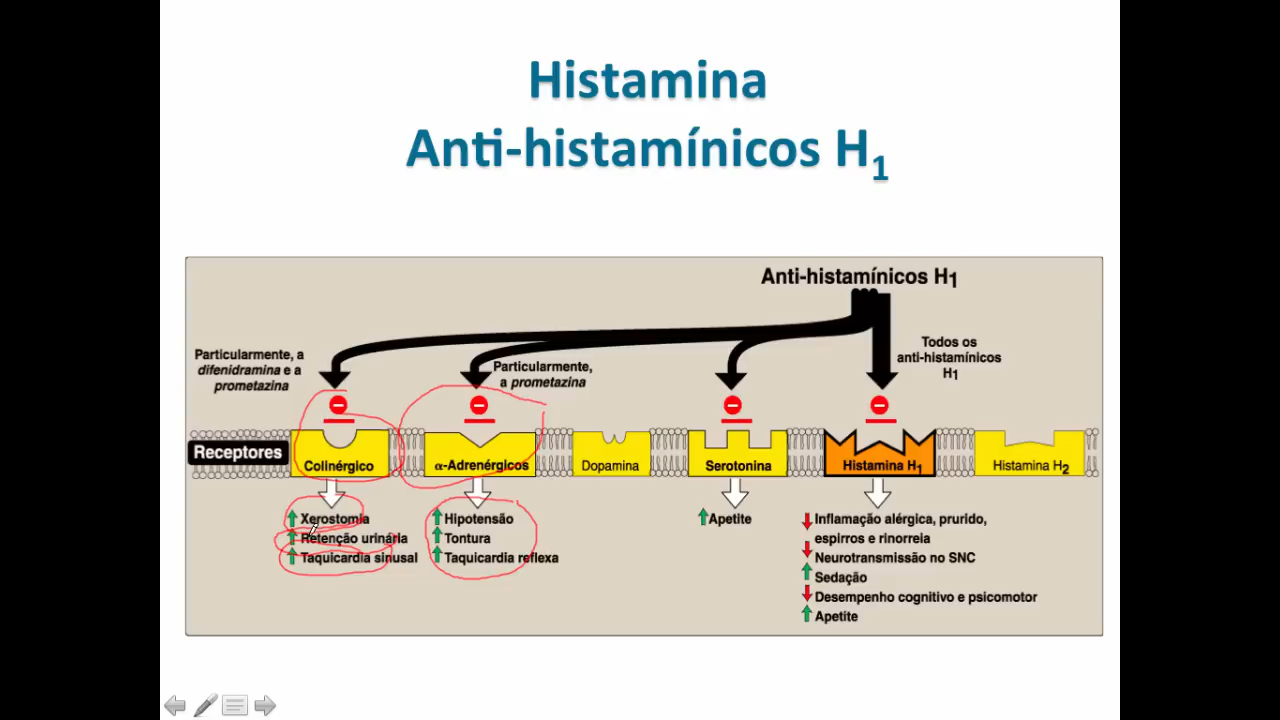 Histamina
Anti-histamínicos H1
Anti-histamínicos H1
Particularmente, a
difenidramina e a
prometazina
Particularmente,
a prometazina
Todos os
anti-histamínicos
H1
Receptores
Colinérgico
α-Adrenérgicos
Dopamina
Serotonina
Histamina H1
Histamina H2
Xerostomia
Retenção urinária
Taquicardia sinusal
Hipotensão
Tontura
Taquicardia reflexa
Apetite
Inflamação alérgica, prurido,
espirros e rinorreia
Neurotransmissão no SNC
Sedação
Desempenho cognitivo e psicomotor
Apetite